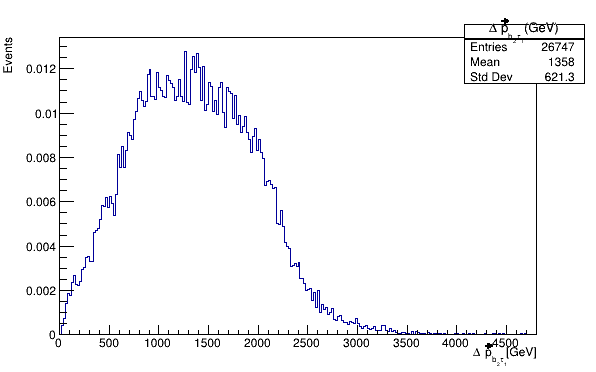 Δ p⃗ b₂τ₁ (GeV)
Entries 26747
Mean 1358
Std Dev 621.3
Events
0.012
0.01
0.008
0.006
0.004
0.002
0
0 500 1000 1500 2000 2500 3000 3500 4000 4500
Δ p⃗ b₂τ₁ [GeV]